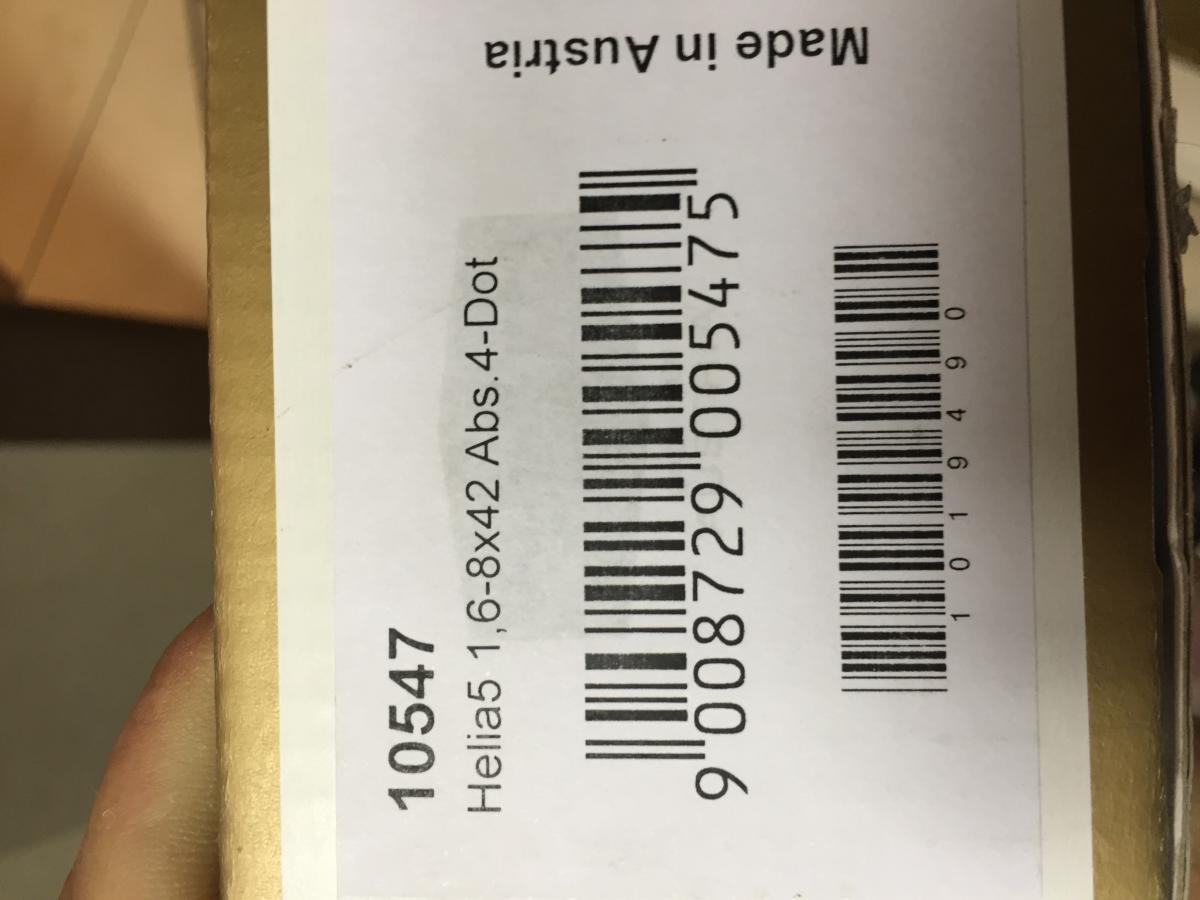 Made in Austria
10547
Helia5 1,6-8x42 Abs.4-Dot
9 008729 005475
1 0 1 9 4 9 0